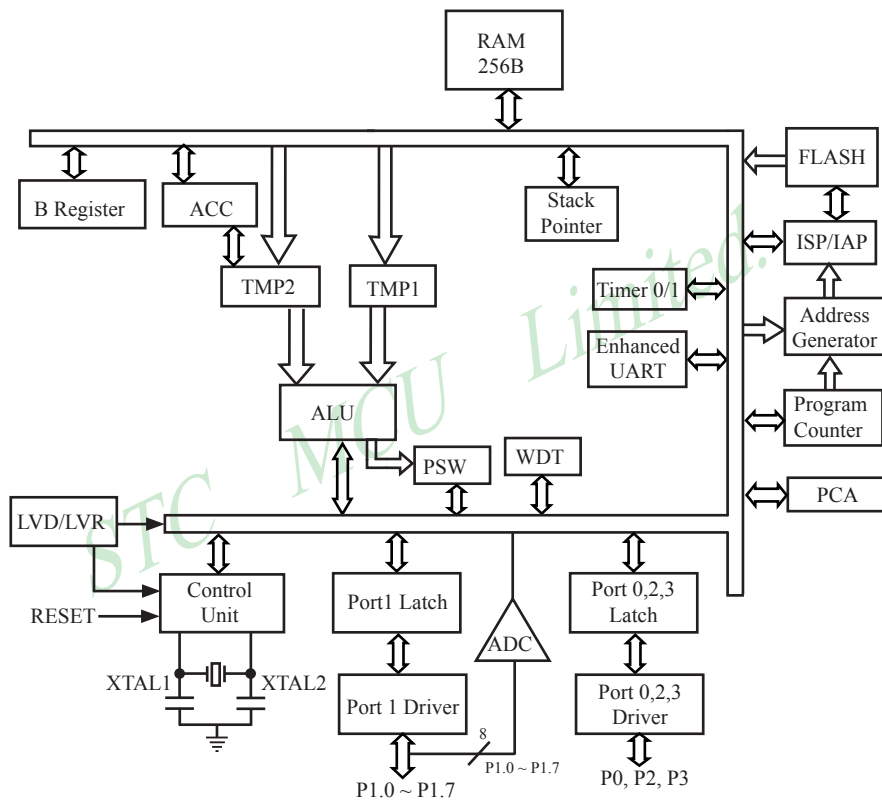 RAM
256B
FLASH
B Register
ACC
Stack
Pointer
ISP/IAP
TMP2
TMP1
Timer 0/1
Address
Generator
Enhanced
UART
ALU
Program
Counter
PSW
WDT
PCA
LVD/LVR
STC MCU Limited.
Control
Unit
RESET
Port1 Latch
ADC
Port 0,2,3
Latch
XTAL1
XTAL2
Port 1 Driver
Port 0,2,3
Driver
8
P1.0 ~ P1.7
P1.0 ~ P1.7
P0, P2, P3